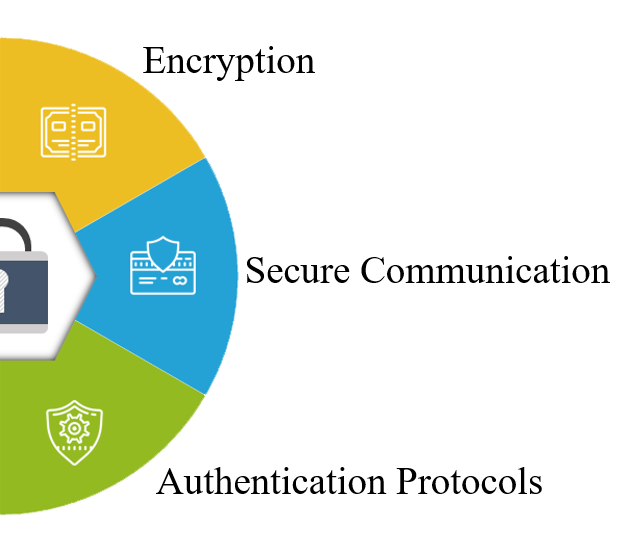 Encryption
Secure Communication
Authentication Protocols